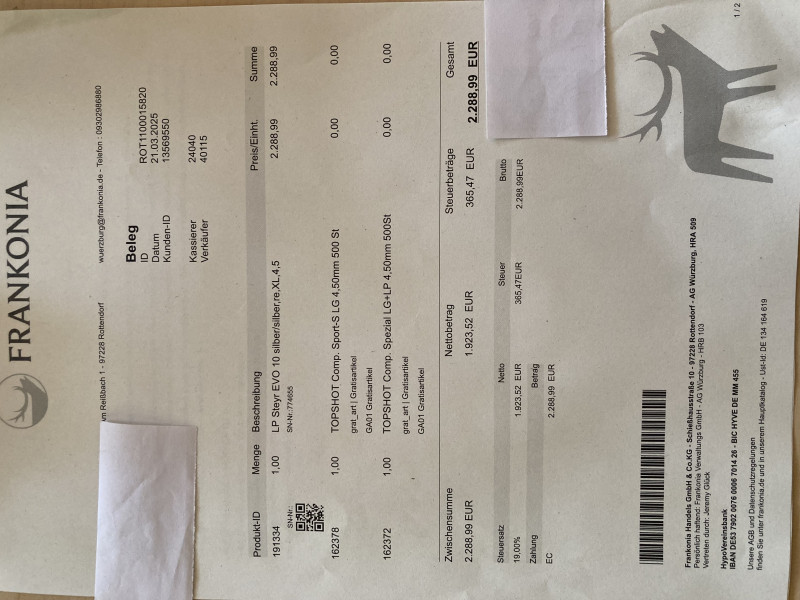 FRANKONIA
m Reißbach 1 - 97228 Rottendorf wuerzburg@frankonia.de - Telefon : 09302986860
Beleg
ID ROT1100015820
Datum 21.03.2025
Kunden-ID 13569550
Kassierer 24040
Verkäufer 40115
Produkt-ID Menge Beschreibung Preis/Einht. Summe
191334 1,00 LP Steyr EVO 10 silber/silber,re,XL,4,5 2.288,99 2.288,99
SN-Nr.: SN-Nr.:774655
162378 1,00 TOPSHOT Comp. Sport-S LG 4,50mm 500 St 0,00 0,00
grat_art | Gratisartikel
GA01 Gratisartikel
162372 1,00 TOPSHOT Comp. Spezial LG+LP 4,50mm 500St 0,00 0,00
grat_art | Gratisartikel
GA01 Gratisartikel
Zwischensumme Nettobetrag Steuerbeträge Gesamt
2.288,99 EUR 1.923,52 EUR 365,47 EUR 2.288,99 EUR
Steuersatz Netto Steuer Brutto
19.00% 1.923,52 EUR 365,47EUR 2.288,99EUR
Zahlung Betrag
EC 2.288,99 EUR
Frankonia Handels GmbH & Co.KG - Schießhausstraße 10 - 97228 Rottendorf - AG Würzburg, HRA 509
Persönlich haftend: Frankonia Verwaltungs GmbH - AG Würzburg - HRB 103
Vertreten durch: Jeremy Glück
HypoVereinsbank
IBAN DE53 7902 0076 0006 7014 26 - BIC HYVE DE MM 455
Unsere AGB und Datenschutzregelungen
finden Sie unter frankonia.de und in unserem Hauptkatalog - Ust-Id: DE 134 164 619
1 / 2